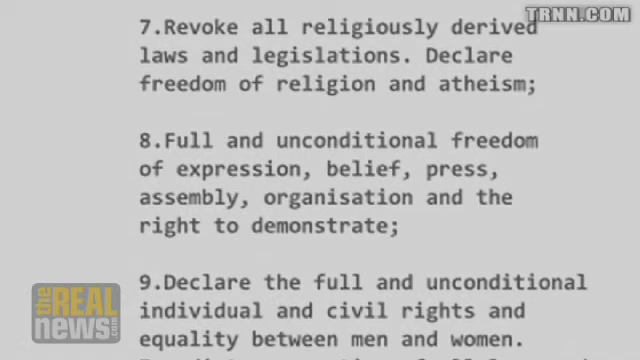 TRNN.COM
7.Revoke all religiously derived
laws and legislations. Declare
freedom of religion and atheism;
8.Full and unconditional freedom
of expression, belief, press,
assembly, organisation and the
right to demonstrate;
9.Declare the full and unconditional
individual and civil rights and
equality between men and women.
the REAL
news.com